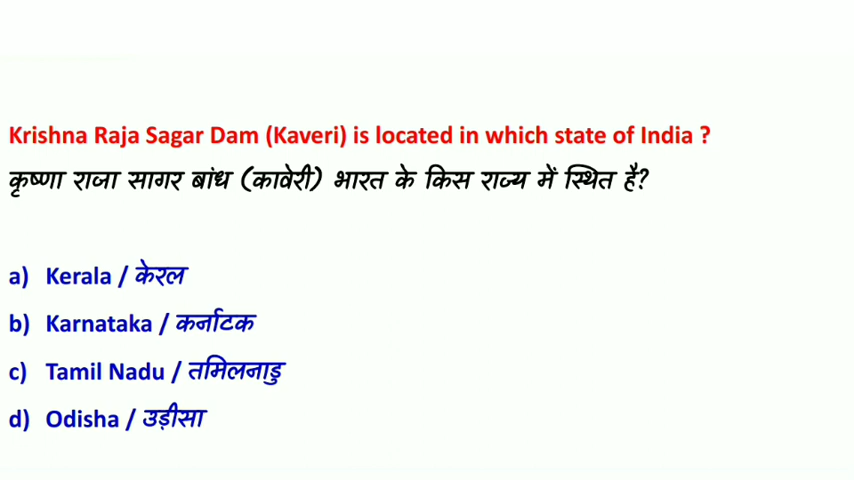 Krishna Raja Sagar Dam (Kaveri) is located in which state of India ?
कृष्णा राजा सागर बांध (कावेरी) भारत के किस राज्य में स्थित है?
a) Kerala / केरल
b) Karnataka / कर्नाटक
c) Tamil Nadu / तमिलनाडु
d) Odisha / उड़ीसा